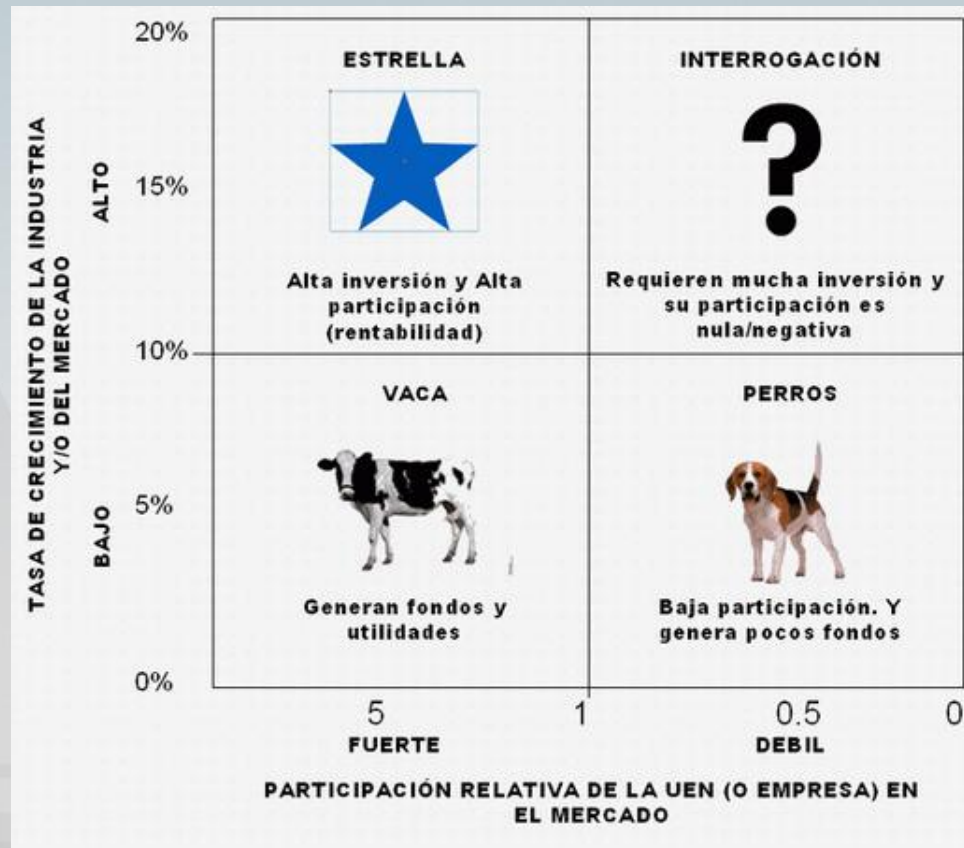 20%
ESTRELLA
INTERROGACIÓN
?
15%
ALTO
TASA DE CRECIMIENTO DE LA INDUSTRIA
Y/O DEL MERCADO
Alta inversión y Alta
participación
(rentabilidad)
Requieren mucha inversión y
su participación es
nula/negativa
10%
VACA
PERROS
5%
BAJO
Generan fondos y
utilidades
Baja participación. Y
genera pocos fondos
0%
5
1
0.5
0
FUERTE
DEBIL
PARTICIPACIÓN RELATIVA DE LA UEN (O EMPRESA) EN
EL MERCADO